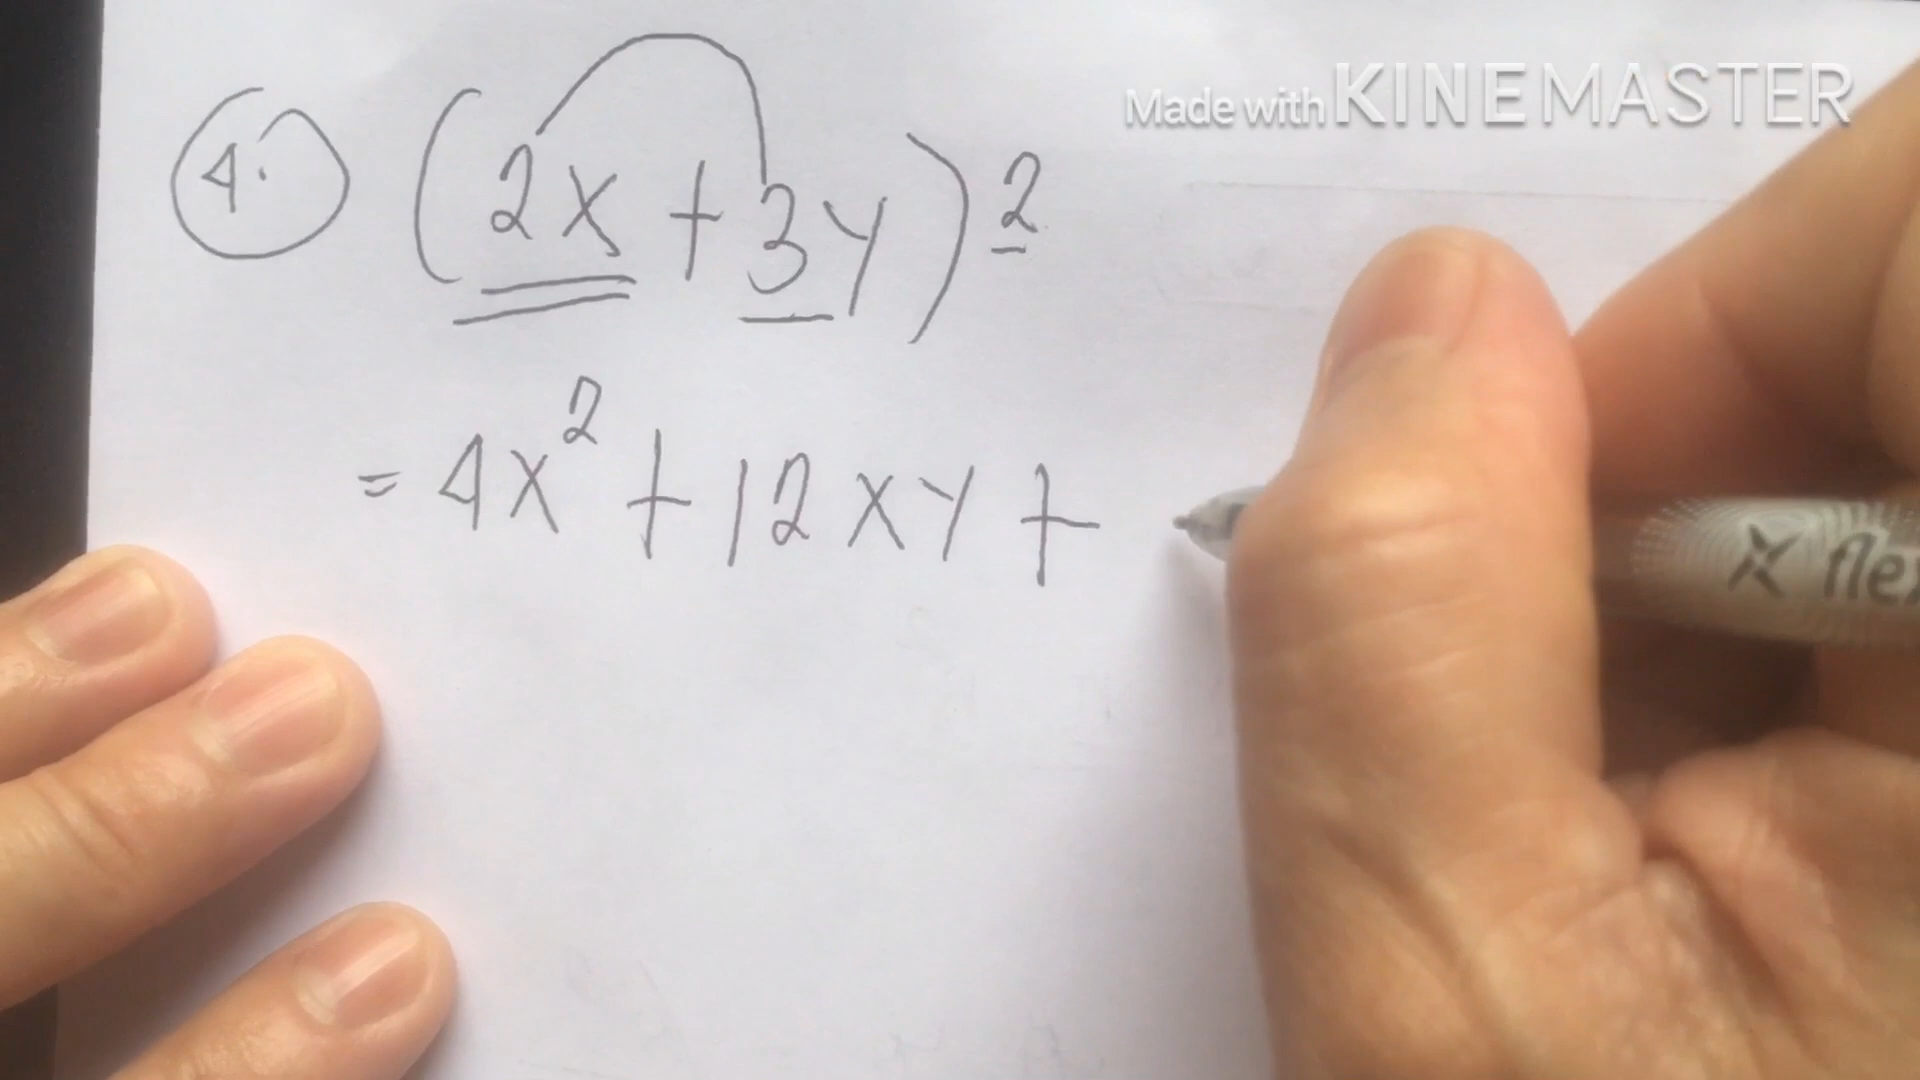 Made with KINEMASTER
4. (2x + 3y)²
= 4x² + 12xy +
x flex